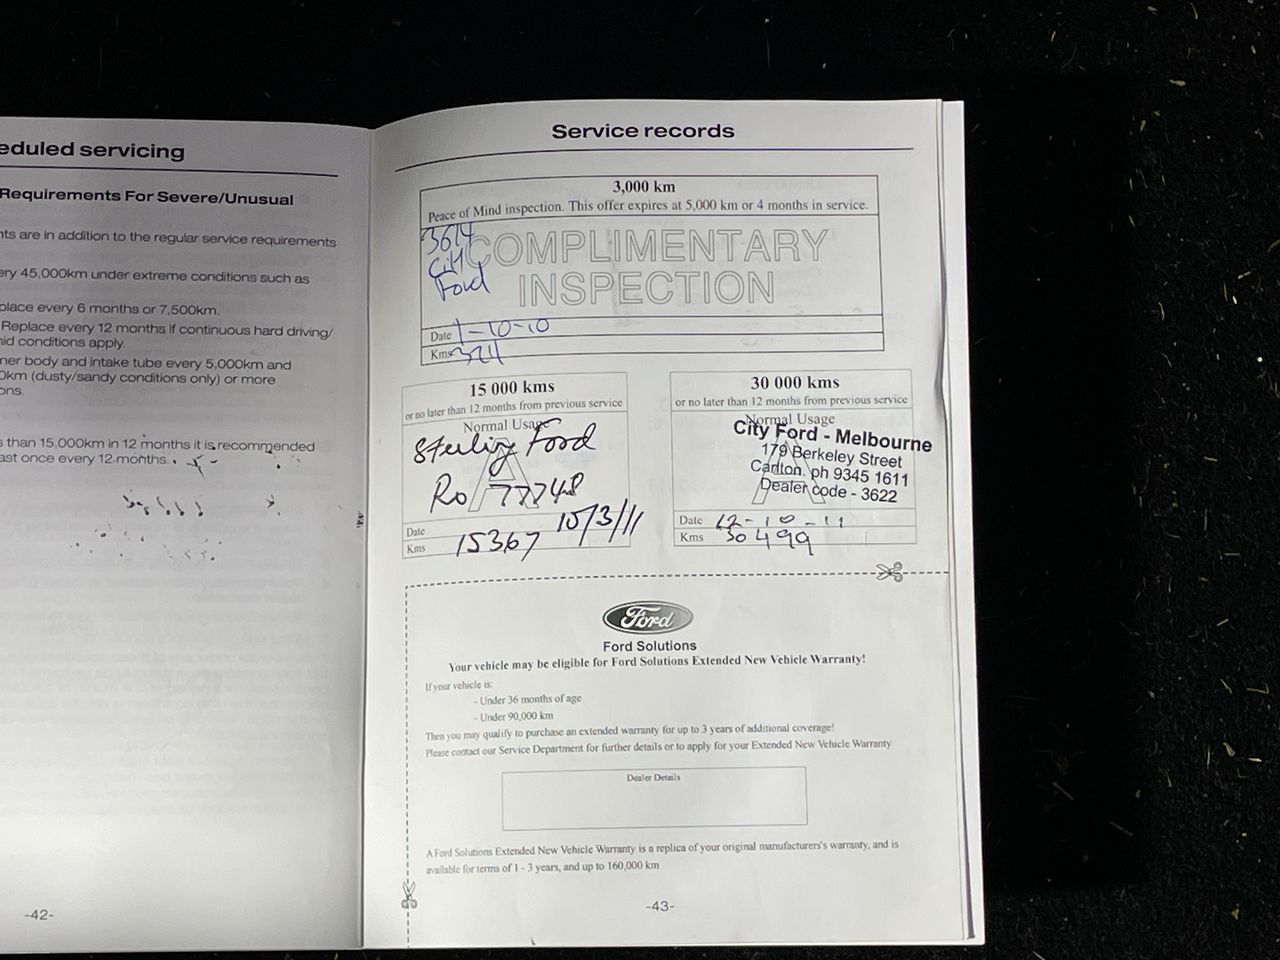 eduled servicing
Requirements For Severe/Unusual
nts are in addition to the regular service requirements
ery 45,000km under extreme conditions such as
place every 6 months or 7,500km.
Replace every 12 months if continuous hard driving/
id conditions apply.
ner body and intake tube every 5,000km and
0km (dusty/sandy conditions only) or more
ons.
s than 15,000km in 12 months it is recommended
ast once every 12 months.
-42-
Service records
3,000 km
Peace of Mind inspection. This offer expires at 5,000 km or 4 months in service.
COMPLIMENTARY
INSPECTION
3614
City
Ford
Date 1-10-10
Kms
15 000 kms
or no later than 12 months from previous service
Normal Usage
A
Sterling Ford
Ro 77748
Date 15/3/11
Kms 15367
30 000 kms
or no later than 12 months from previous service
Normal Usage
A
City Ford - Melbourne
179 Berkeley Street
Carlton. ph 9345 1611
Dealer code - 3622
Date 12-10-11
Kms 30499
Ford
Ford Solutions
Your vehicle may be eligible for Ford Solutions Extended New Vehicle Warranty!
If your vehicle is:
- Under 36 months of age
- Under 90,000 km
Then you may qualify to purchase an extended warranty for up to 3 years of additional coverage!
Please contact our Service Department for further details or to apply for your Extended New Vehicle Warranty
Dealer Details
A Ford Solutions Extended New Vehicle Warranty is a replica of your original manufacturers's warranty, and is
available for terms of 1 - 3 years, and up to 160,000 km
-43-